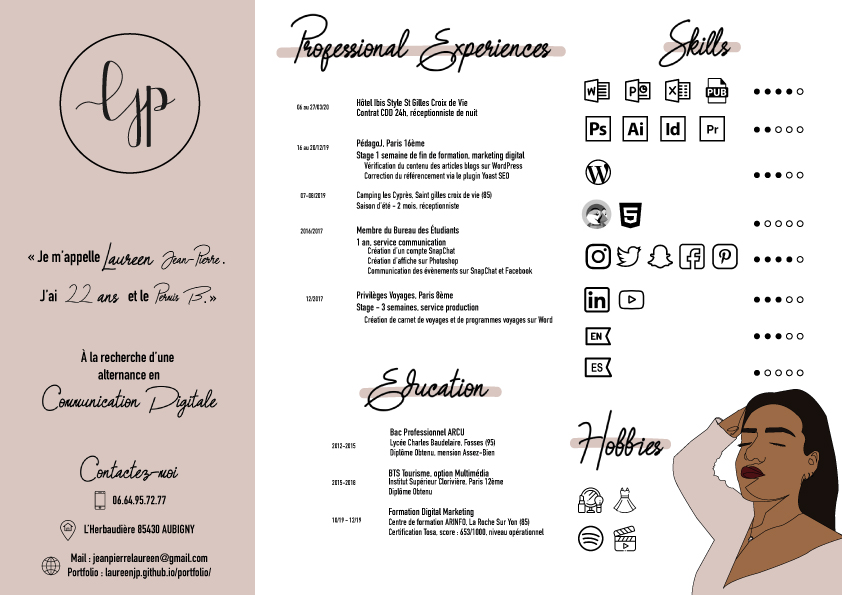 ljp
« Je m'appelle Laureen Jean-Pierre.
J'ai 22 ans et le Permis B. »
À la recherche d'une
alternance en
Communication Digitale
Contactez-moi
06.64.95.72.77
L'Herbaudière 85430 AUBIGNY
Mail : jeanpierrelaureen@gmail.com
Portfolio : laureenjp.github.io/portfolio/
Professional Experiences
06 au 27/03/20
Hôtel Ibis Style St Gilles Croix de Vie
Contrat CDD 24h, réceptionniste de nuit
16 au 20/12/19
PédagoJ, Paris 16ème
Stage 1 semaine de fin de formation, marketing digital
Vérification du contenu des articles blogs sur WordPress
Correction du référencement via le plugin Yoast SEO
07-08/2019
Camping les Cyprès, Saint gilles croix de vie (85)
Saison d'été - 2 mois, réceptionniste
2016/2017
Membre du Bureau des Étudiants
1 an, service communication
Création d'un compte SnapChat
Création d'affiche sur Photoshop
Communication des évènements sur SnapChat et Facebook
12/2017
Privilèges Voyages, Paris 8ème
Stage - 3 semaines, service production
Création de carnet de voyages et de programmes voyages sur Word
Education
2012-2015
Bac Professionnel ARCU
Lycée Charles Baudelaire, Fosses (95)
Diplôme Obtenu, mension Assez-Bien
2015-2018
BTS Tourisme, option Multimédia
Institut Supérieur Clorivière, Paris 12ème
Diplôme Obtenu
10/19 - 12/19
Formation Digital Marketing
Centre de formation ARINFO, La Roche Sur Yon (85)
Certification Tosa, score : 653/1000, niveau opérationnel
Skills
W P X PUB
Ps Ai Id Pr
W
5
f
in
EN
ES
Hobbies